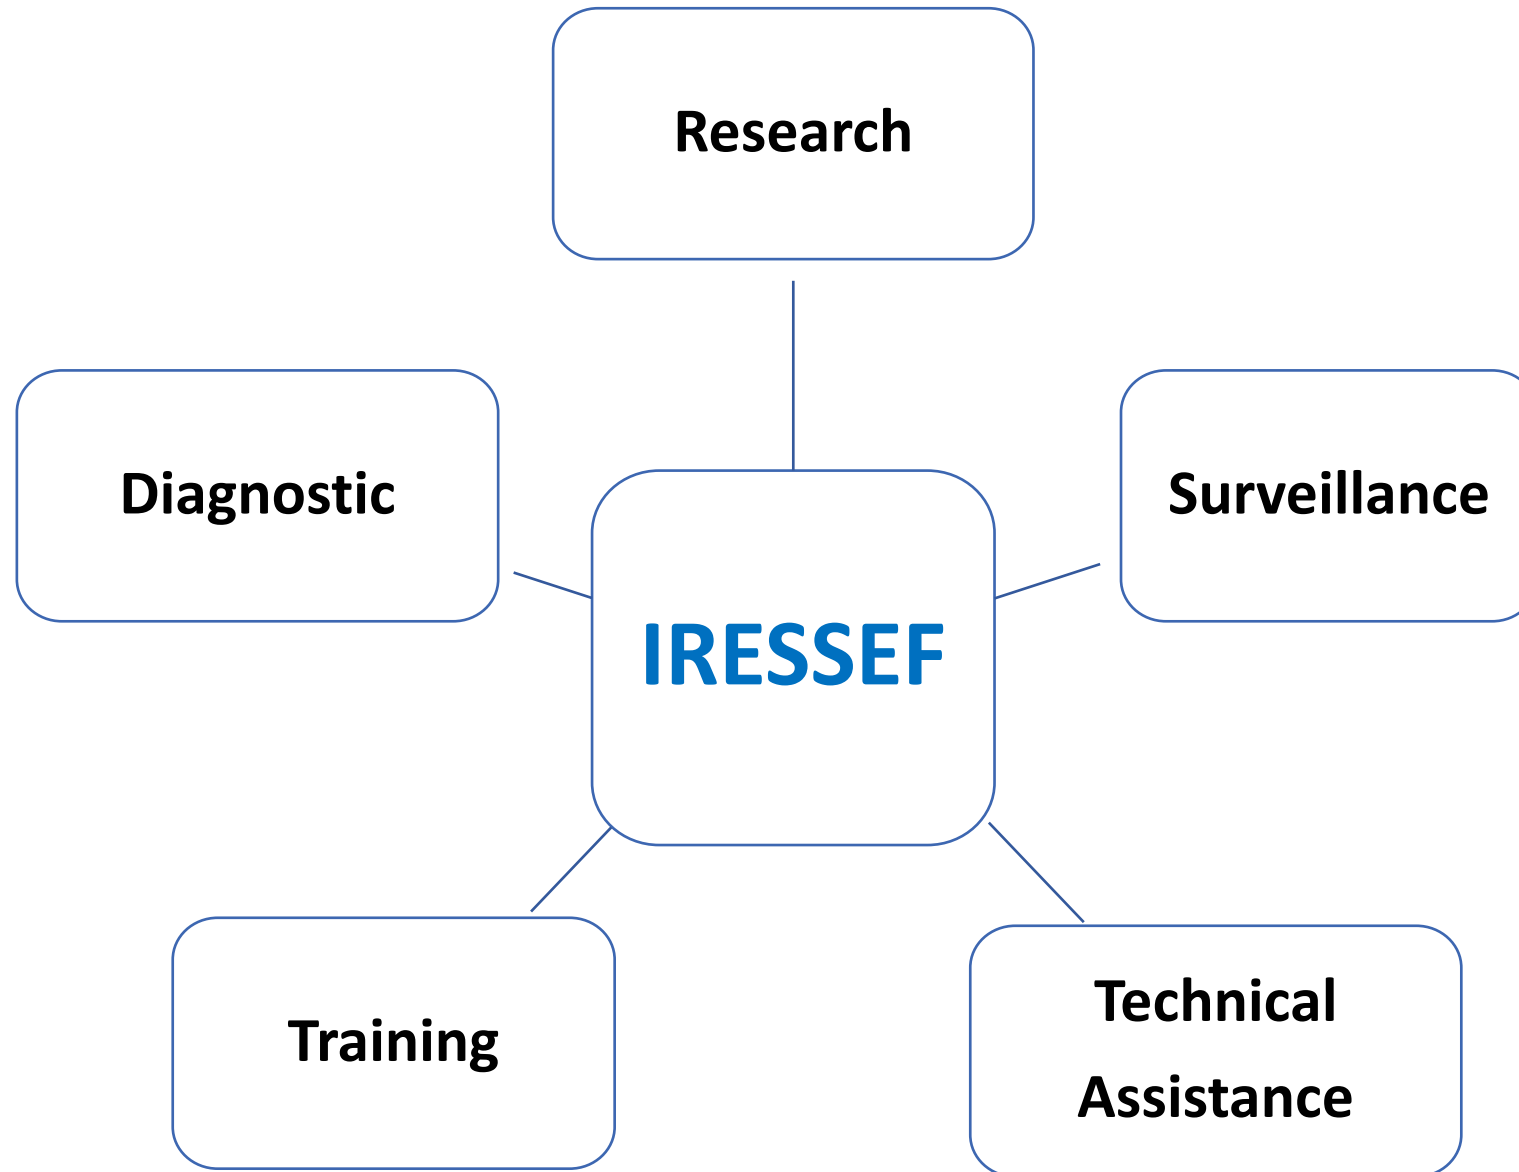 Research
Diagnostic
Surveillance
IRESSEF
Training
Technical
Assistance